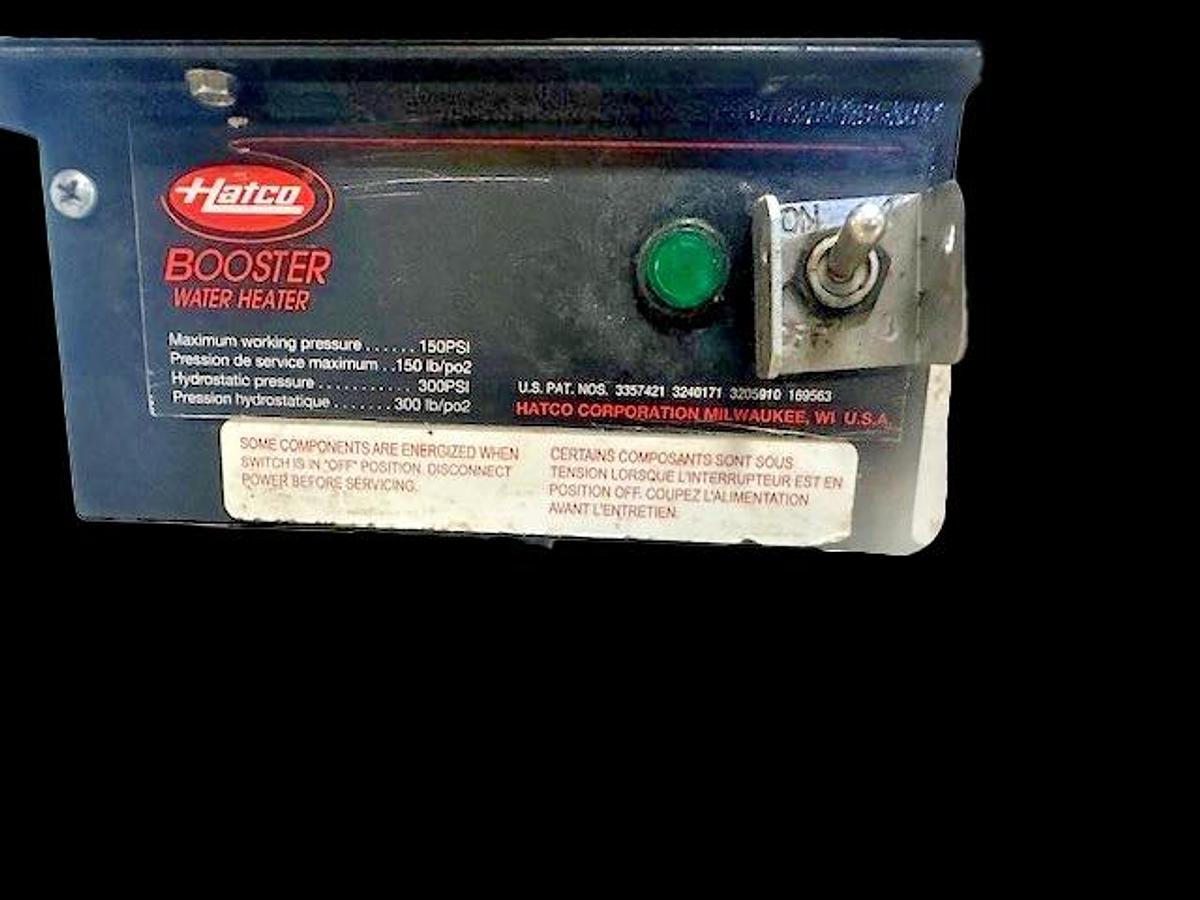 Hatco
BOOSTER
WATER HEATER
ON
Maximum working pressure ...... 150PSI
Pression de service maximum ..150 lb/po2
Hydrostatic pressure ........... 300PSI
Pression hydrostatique ....... 300 lb/po2
U.S. PAT. NOS. 3357421 3240171 3205910 169563
HATCO CORPORATION MILWAUKEE, WI U.S.A.
SOME COMPONENTS ARE ENERGIZED WHEN
SWITCH IS IN "OFF" POSITION. DISCONNECT
POWER BEFORE SERVICING.
CERTAINS COMPOSANTS SONT SOUS
TENSION LORSQUE L'INTERRUPTEUR EST EN
POSITION OFF. COUPEZ L'ALIMENTATION
AVANT L'ENTRETIEN.